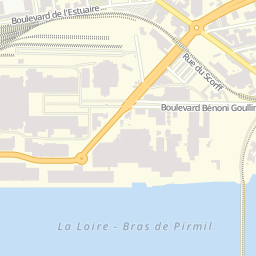 Boulevard de l'Estuaire
Rue du Scorff
Boulevard Bénoni Goullin
La Loire - Bras de Pirmil